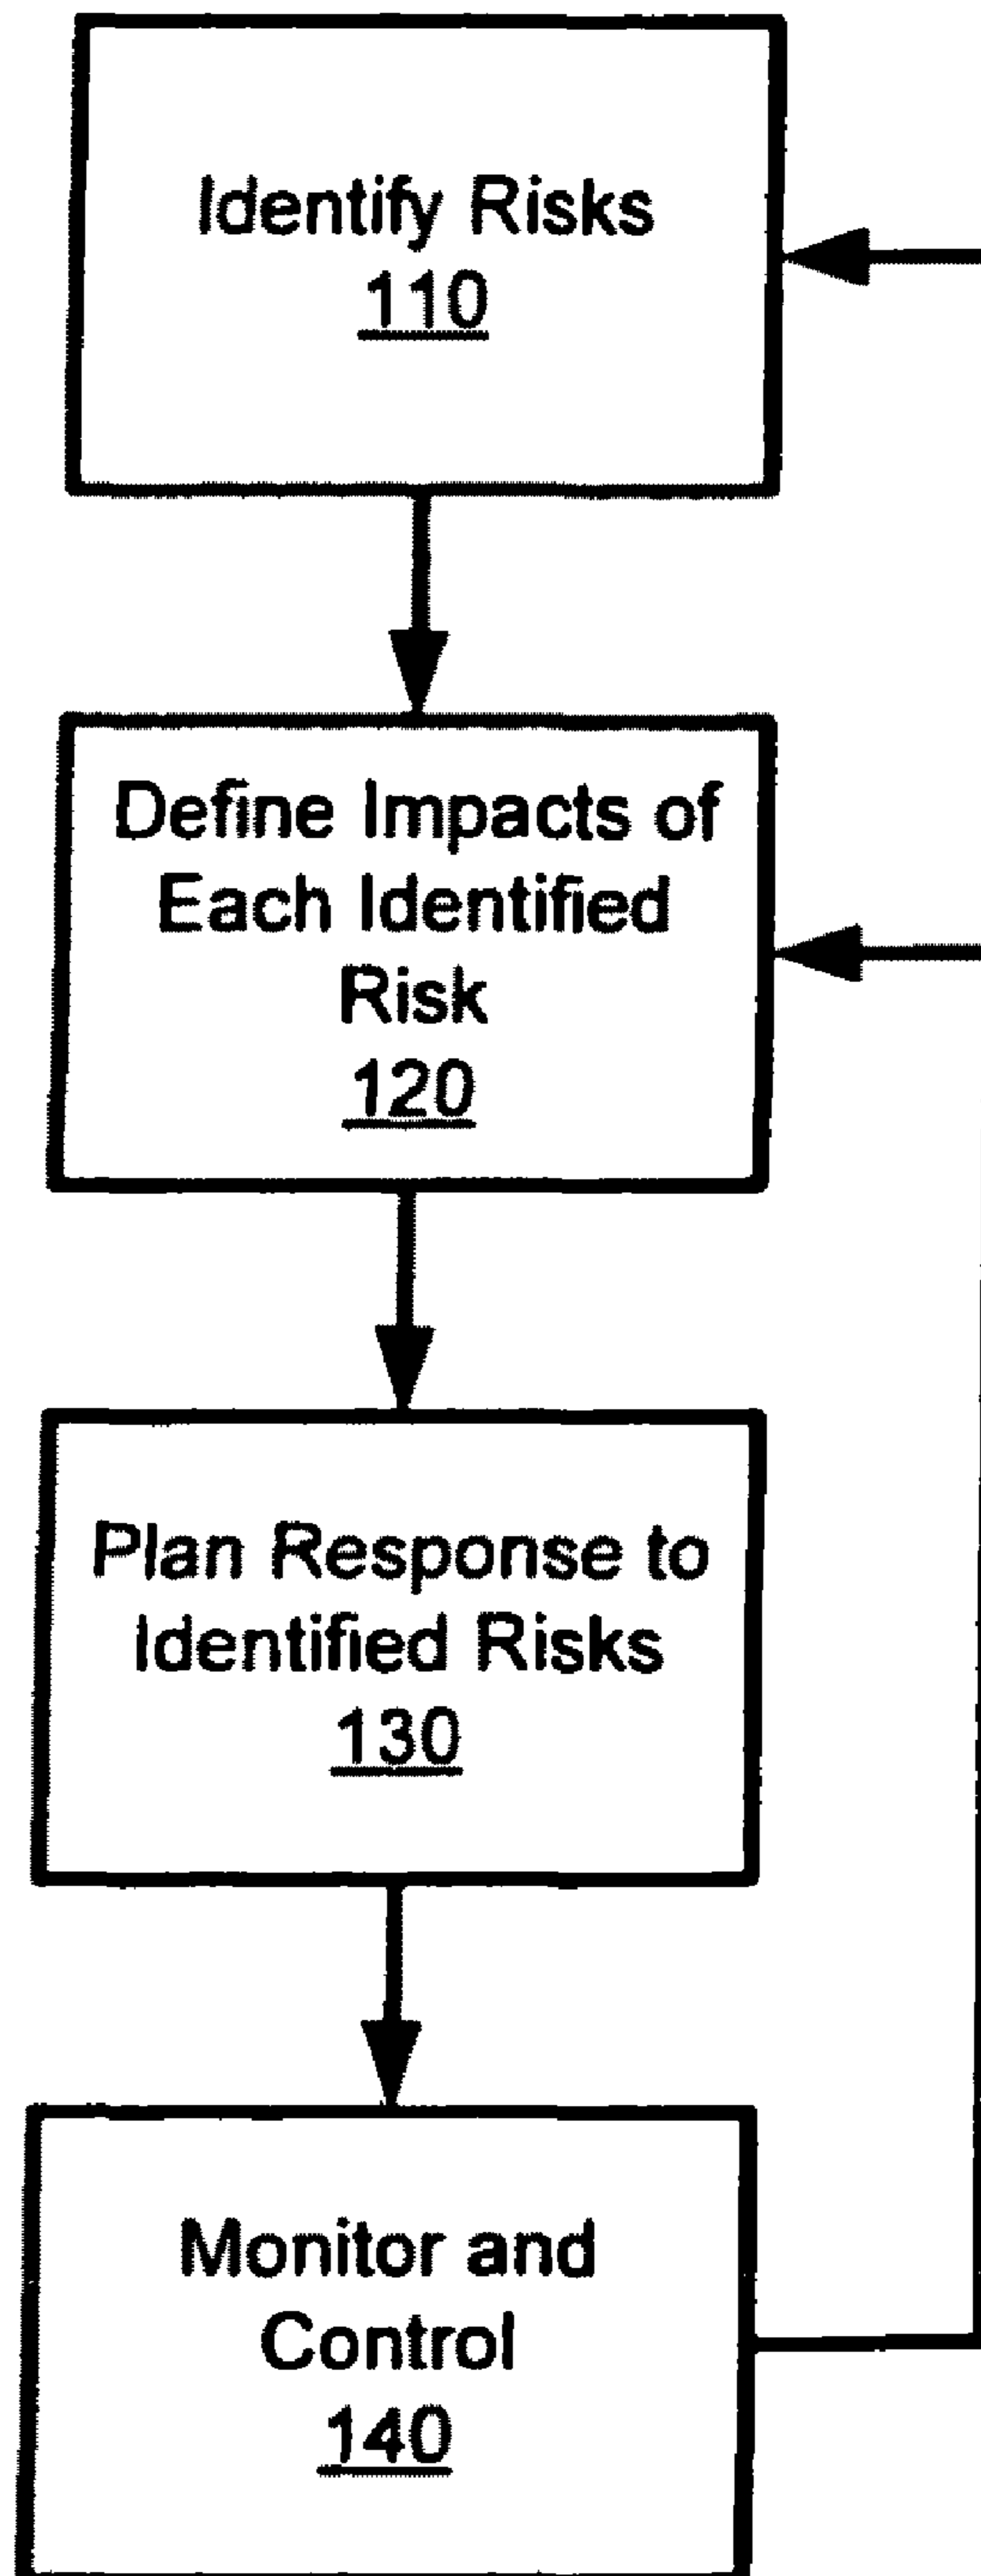 Identify Risks
110
Define Impacts of
Each Identified
Risk
120
Plan Response to
Identified Risks
130
Monitor and
Control
140